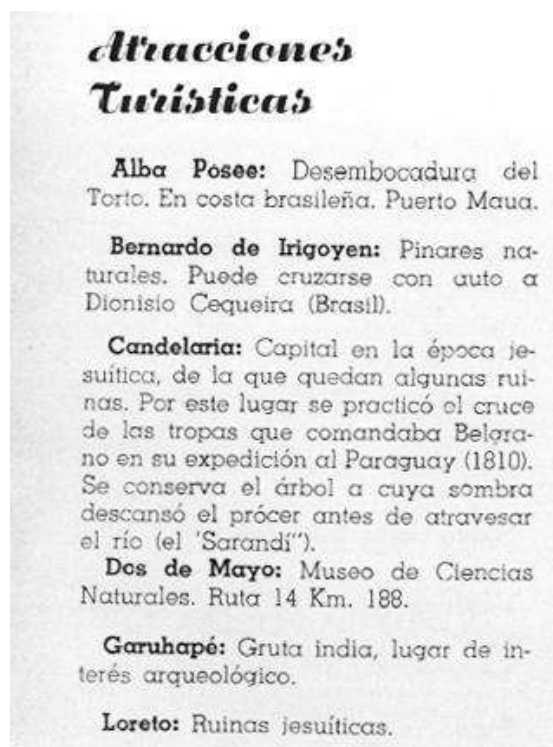 Atracciones
Turísticas
Alba Posee: Desembocadura del
Torto. En costa brasileña. Puerto Maua.
Bernardo de Irigoyen: Pinares na-
turales. Puede cruzarse con auto a
Dionisio Cequeira (Brasil).
Candelaria: Capital en la época je-
suítica, de la que quedan algunas rui-
nas. Por este lugar se practicó el cruce
de las tropas que comandaba Belgra-
no en su expedición al Paraguay (1810).
Se conserva el árbol a cuya sombra
descansó el prócer antes de atravesar
el río (el 'Sarandí").
Dos de Mayo: Museo de Ciencias
Naturales. Ruta 14 Km. 188.
Garuhapé: Gruta india, lugar de in-
terés arqueológico.
Loreto: Ruinas jesuíticas.